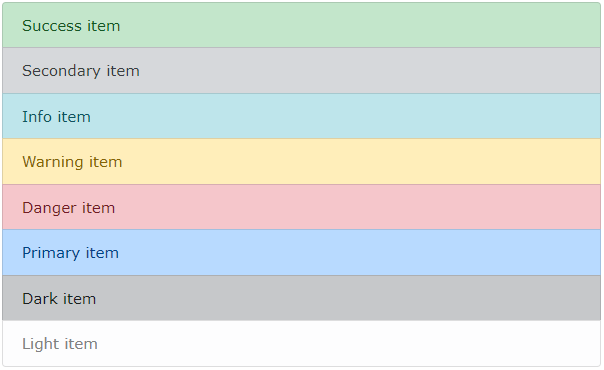 Success item
Secondary item
Info item
Warning item
Danger item
Primary item
Dark item
Light item